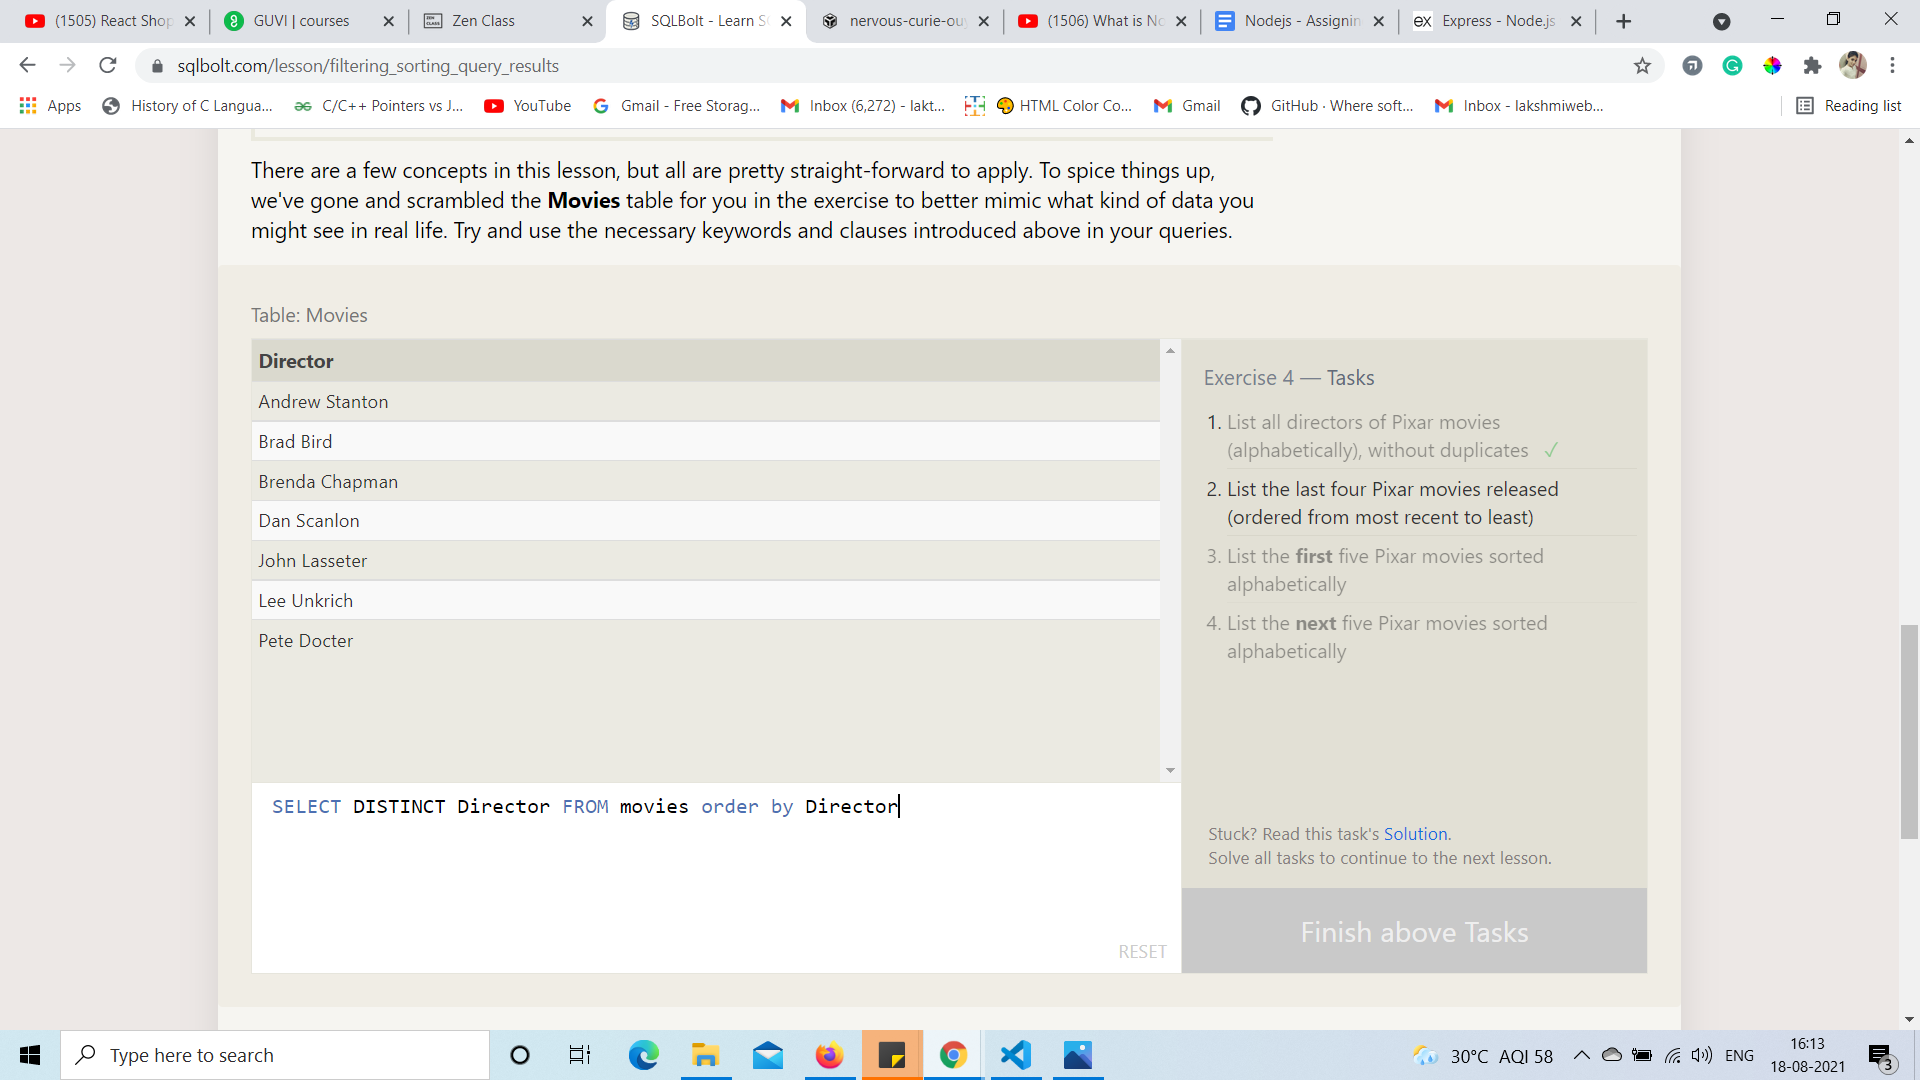 (1505) React Shop
GUVI | courses
Zen Class
SQLBolt - Learn S
nervous-curie-ou
(1506) What is No
Nodejs - Assignin
EX Express - Node.js
sqlbolt.com/lesson/filtering_sorting_query_results
Apps
History of C Langua...
C/C++ Pointers vs J...
YouTube
Gmail - Free Storag...
Inbox (6,272) - lakt...
HTML Color Co...
Gmail
GitHub · Where soft...
Inbox - lakshmiweb...
Reading list
There are a few concepts in this lesson, but all are pretty straight-forward to apply. To spice things up,
we've gone and scrambled the Movies table for you in the exercise to better mimic what kind of data you
might see in real life. Try and use the necessary keywords and clauses introduced above in your queries.
Table: Movies
Director
Andrew Stanton
Brad Bird
Brenda Chapman
Dan Scanlon
John Lasseter
Lee Unkrich
Pete Docter
SELECT DISTINCT Director FROM movies order by Director
RESET
Exercise 4 — Tasks
1. List all directors of Pixar movies
(alphabetically), without duplicates ✓
2. List the last four Pixar movies released
(ordered from most recent to least)
3. List the first five Pixar movies sorted
alphabetically
4. List the next five Pixar movies sorted
alphabetically
Stuck? Read this task's Solution.
Solve all tasks to continue to the next lesson.
Finish above Tasks
Type here to search
30°C AQI 58
ENG
16:13
18-08-2021
3